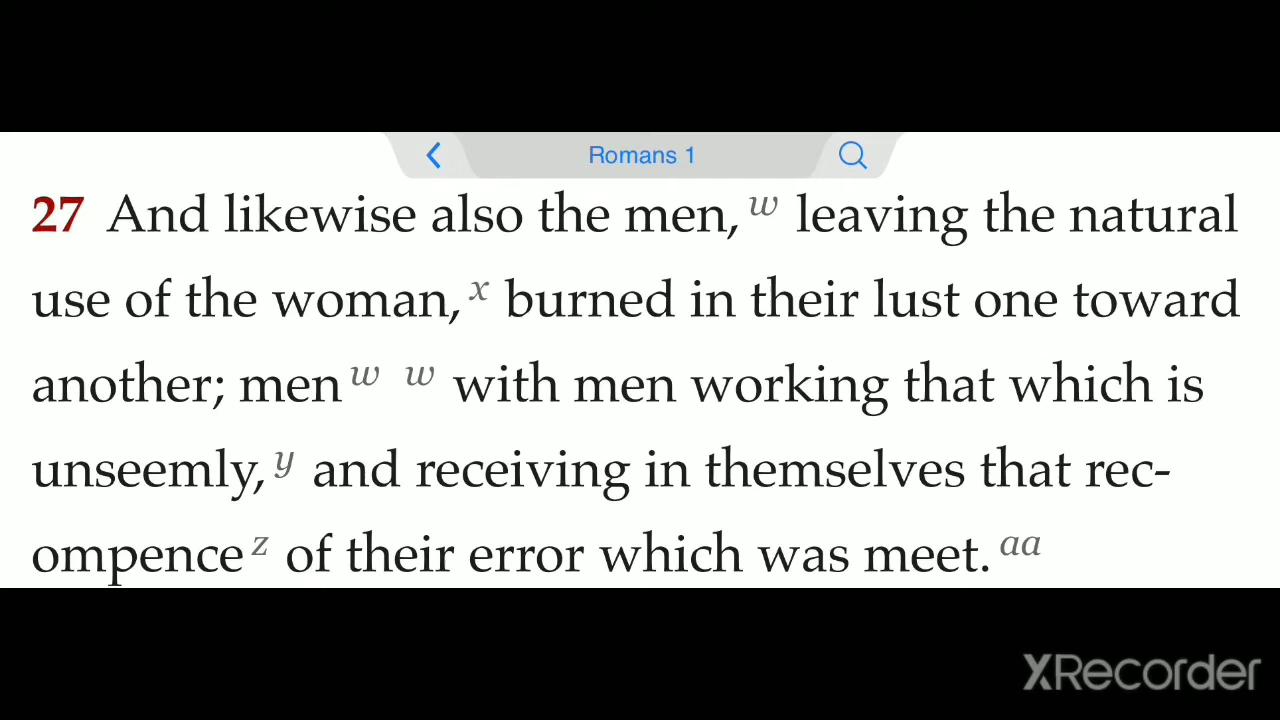 Romans 1
27 And likewise also the men, w leaving the natural
use of the woman, x burned in their lust one toward
another; men w w with men working that which is
unseemly, y and receiving in themselves that rec-
ompence z of their error which was meet. aa
XRecorder